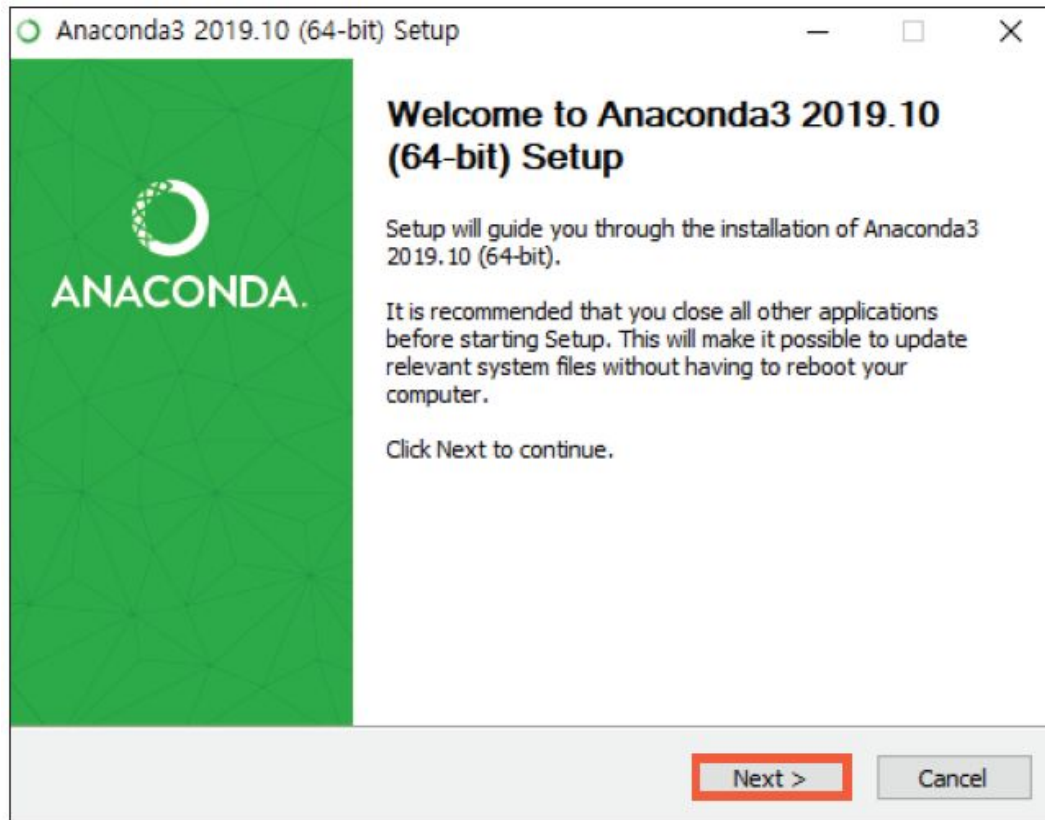 Anaconda3 2019.10 (64-bit) Setup
ANACONDA.
Welcome to Anaconda3 2019.10
(64-bit) Setup
Setup will guide you through the installation of Anaconda3
2019.10 (64-bit).
It is recommended that you close all other applications
before starting Setup. This will make it possible to update
relevant system files without having to reboot your
computer.
Click Next to continue.
Next >
Cancel